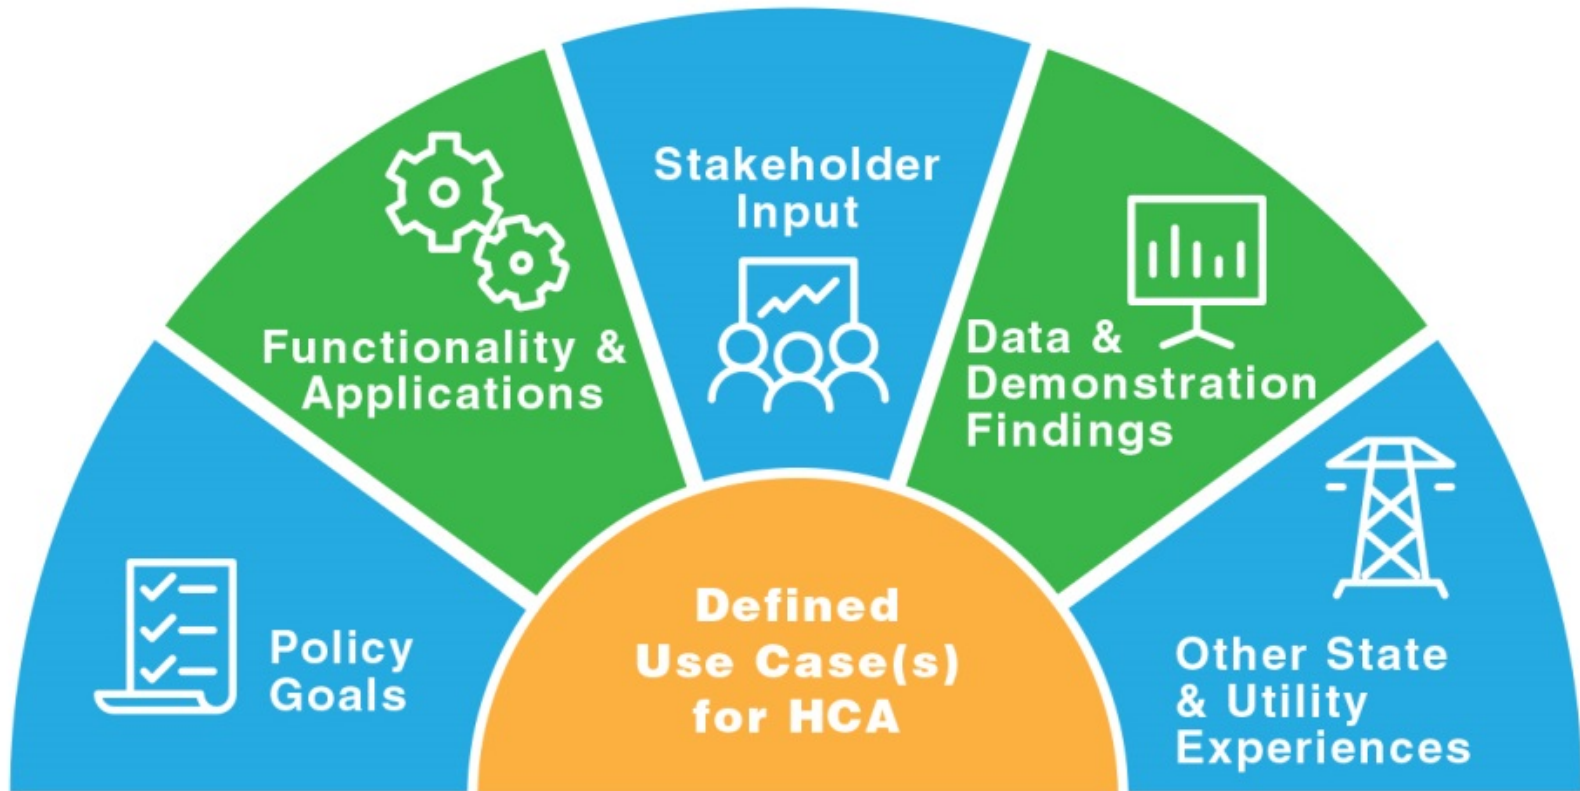 Policy
Goals
Functionality &
Applications
Stakeholder
Input
Data &
Demonstration
Findings
Other State
& Utility
Experiences
Defined
Use Case(s)
for HCA